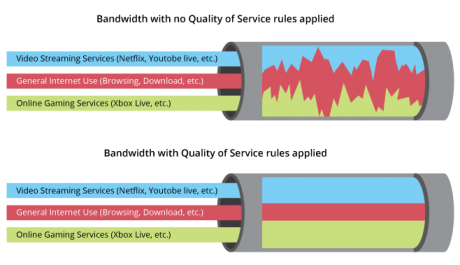 Bandwidth with no Quality of Service rules applied
Video Streaming Services (Netflix, Youtube live, etc.)
General Internet Use (Browsing, Download, etc.)
Online Gaming Services (Xbox Live, etc.)
Bandwidth with Quality of Service rules applied
Video Streaming Services (Netflix, Youtube live, etc.)
General Internet Use (Browsing, Download, etc.)
Online Gaming Services (Xbox Live, etc.)